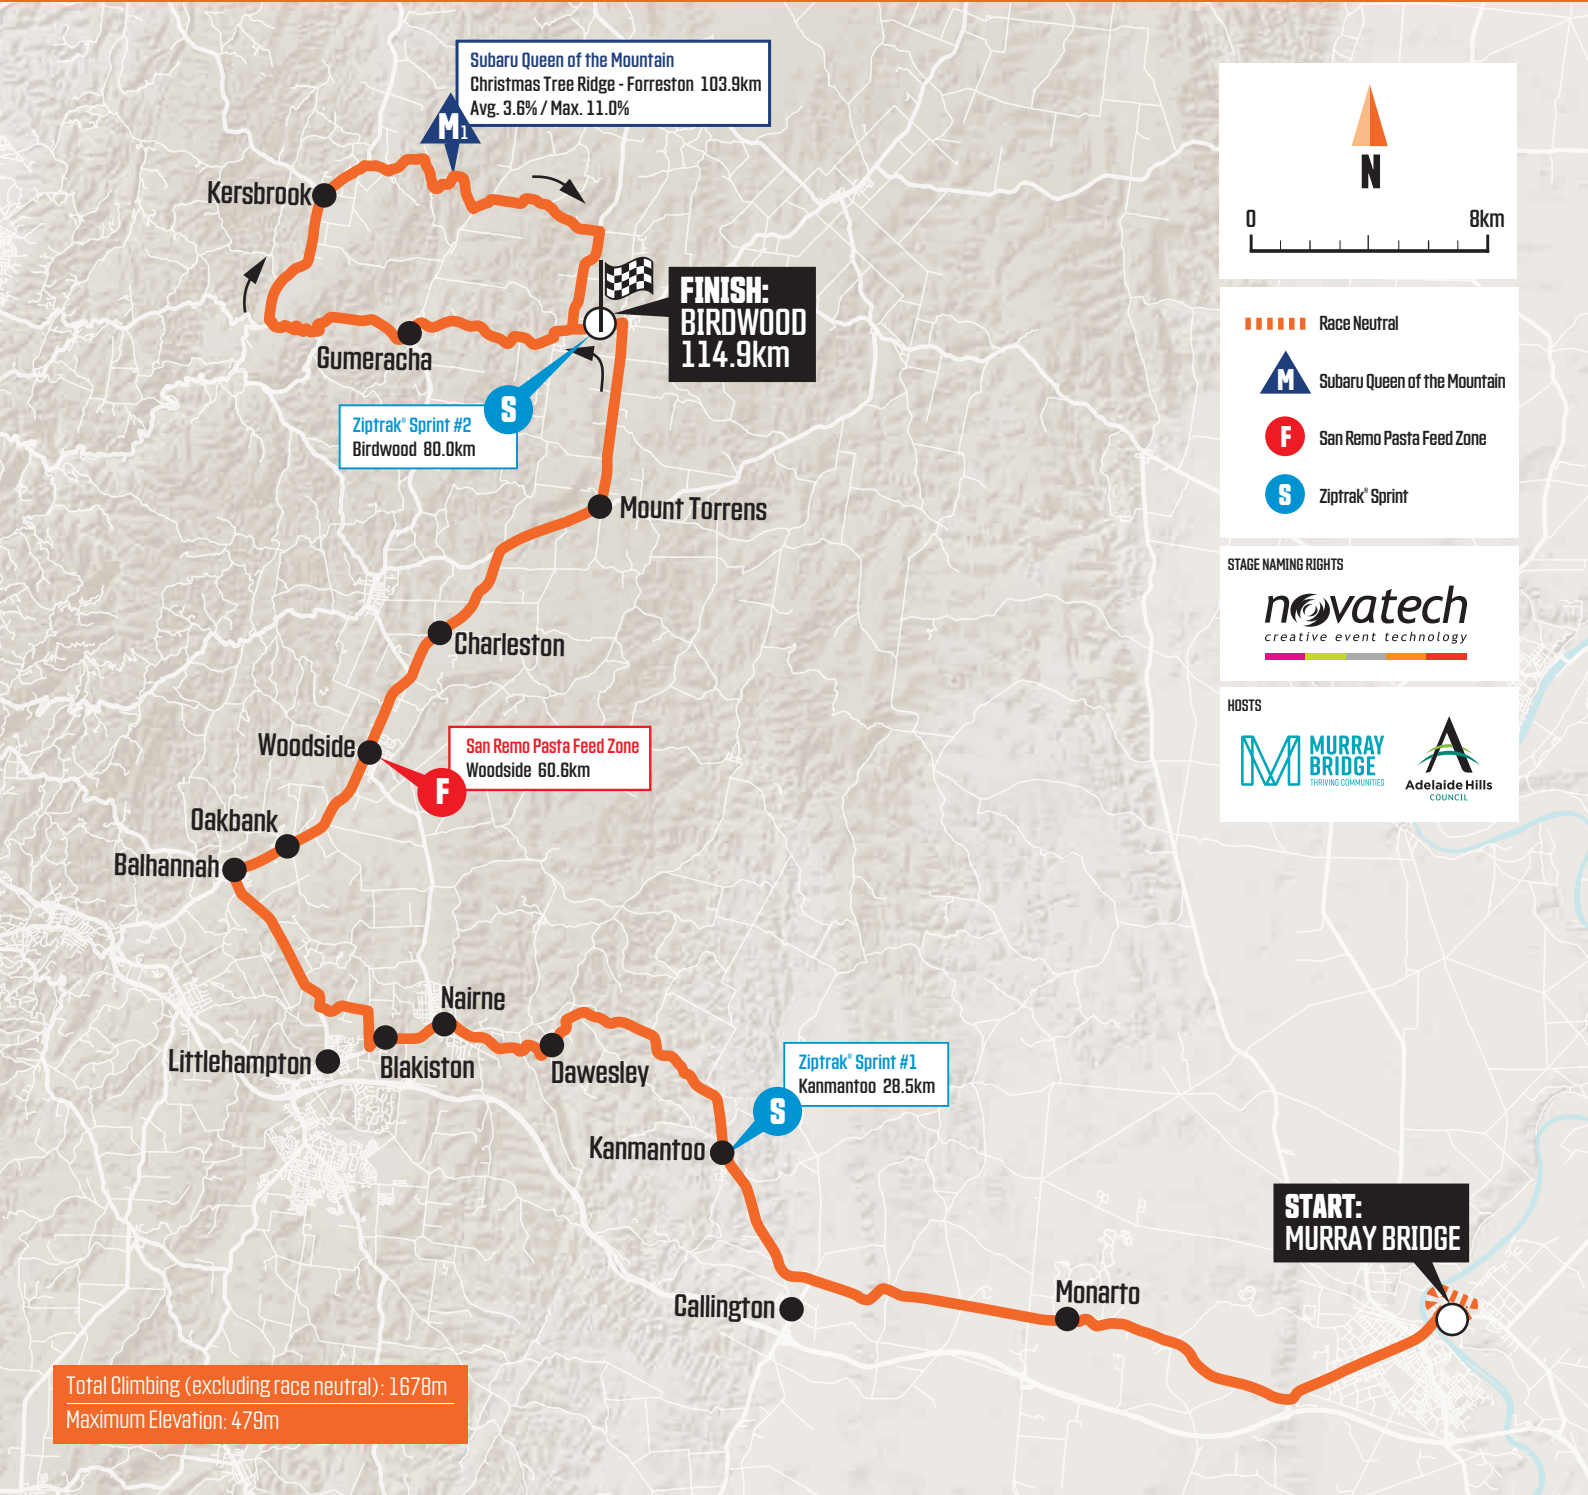 Subaru Queen of the Mountain
Christmas Tree Ridge - Forreston 103.9km
Avg. 3.6% / Max. 11.0%
M1
Kersbrook
Gumeracha
FINISH:
BIRDWOOD
114.9km
S
Ziptrak® Sprint #2
Birdwood 80.0km
Mount Torrens
Charleston
Woodside
San Remo Pasta Feed Zone
Woodside 60.6km
F
Oakbank
Balhannah
Nairne
Littlehampton
Blakiston
Dawesley
Ziptrak® Sprint #1
Kanmantoo 28.5km
S
Kanmantoo
START:
MURRAY BRIDGE
Callington
Monarto
Total Climbing (excluding race neutral): 1678m
Maximum Elevation: 479m
N
0 8km
Race Neutral
M Subaru Queen of the Mountain
F San Remo Pasta Feed Zone
S Ziptrak® Sprint
STAGE NAMING RIGHTS
novatech
creative event technology
HOSTS
MURRAY
BRIDGE
THRIVING COMMUNITIES
Adelaide Hills
COUNCIL